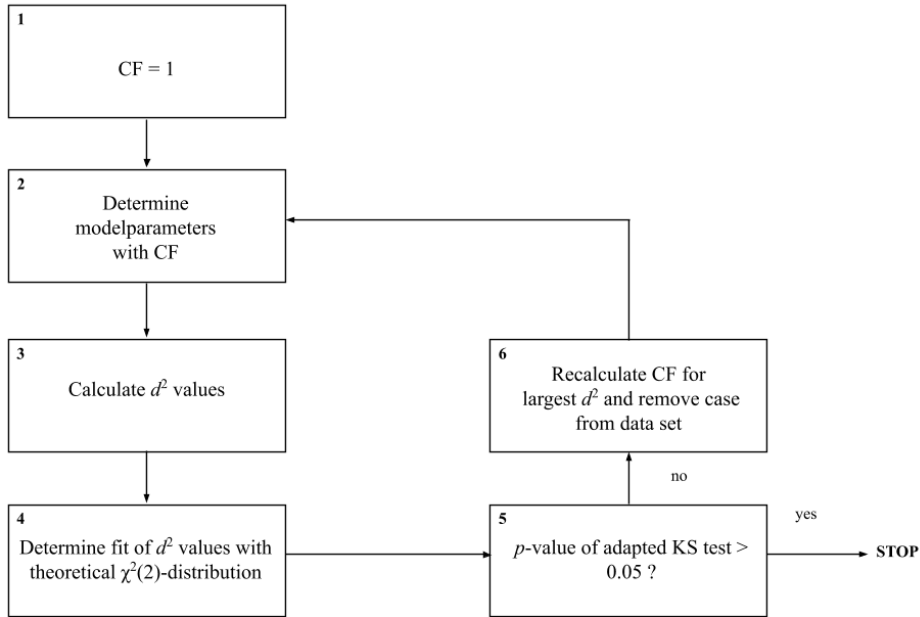 1
CF = 1
2
Determine
modelparameters
with CF
3
Calculate d² values
4
Determine fit of d² values with
theoretical χ²(2)-distribution
5
p-value of adapted KS test >
0.05 ?
no
yes
STOP
6
Recalculate CF for
largest d² and remove case
from data set